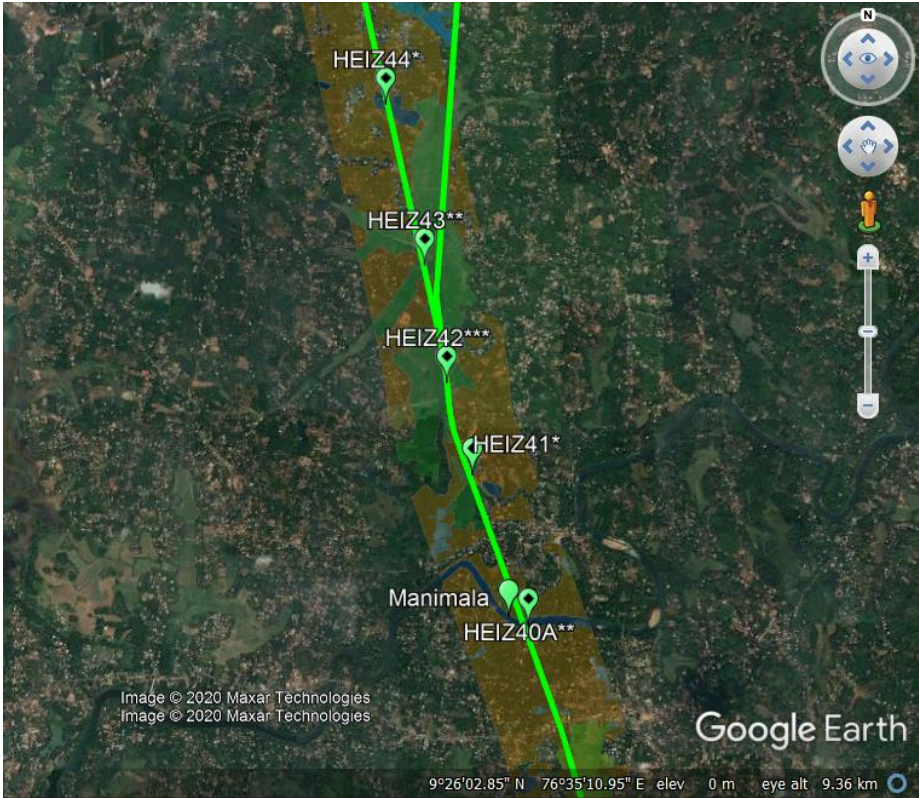 N
HEIZ44*
HEIZ43**
HEIZ42***
HEIZ41*
Manimala
HEIZ40A**
Image © 2020 Maxar Technologies
Image © 2020 Maxar Technologies
Google Earth
9°26'02.85" N 76°35'10.95" E elev 0 m eye alt 9.36 km